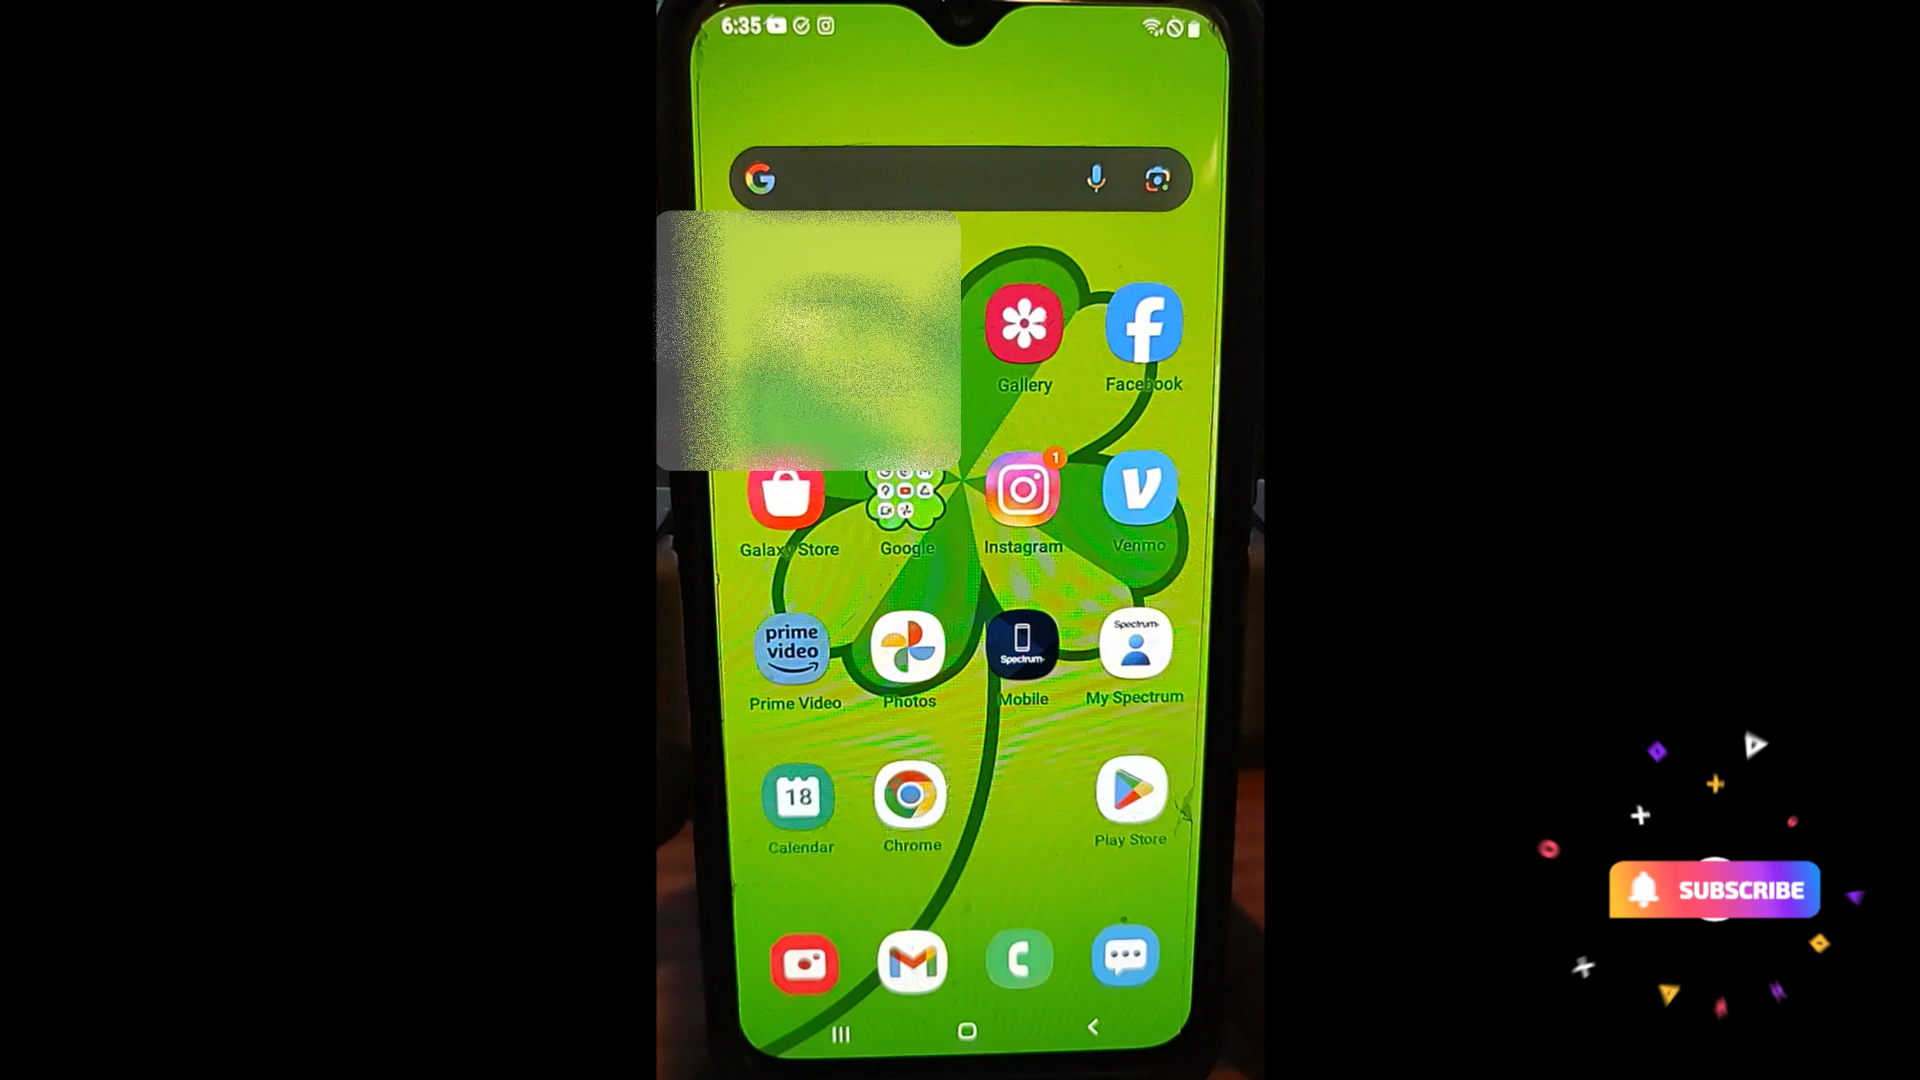 6:35
Gallery Facebook
1
Galaxy Store Google Instagram Venmo
prime video
Spectrum
Spectrum
Prime Video Photos Mobile My Spectrum
18
Calendar Chrome Play Store
SUBSCRIBE